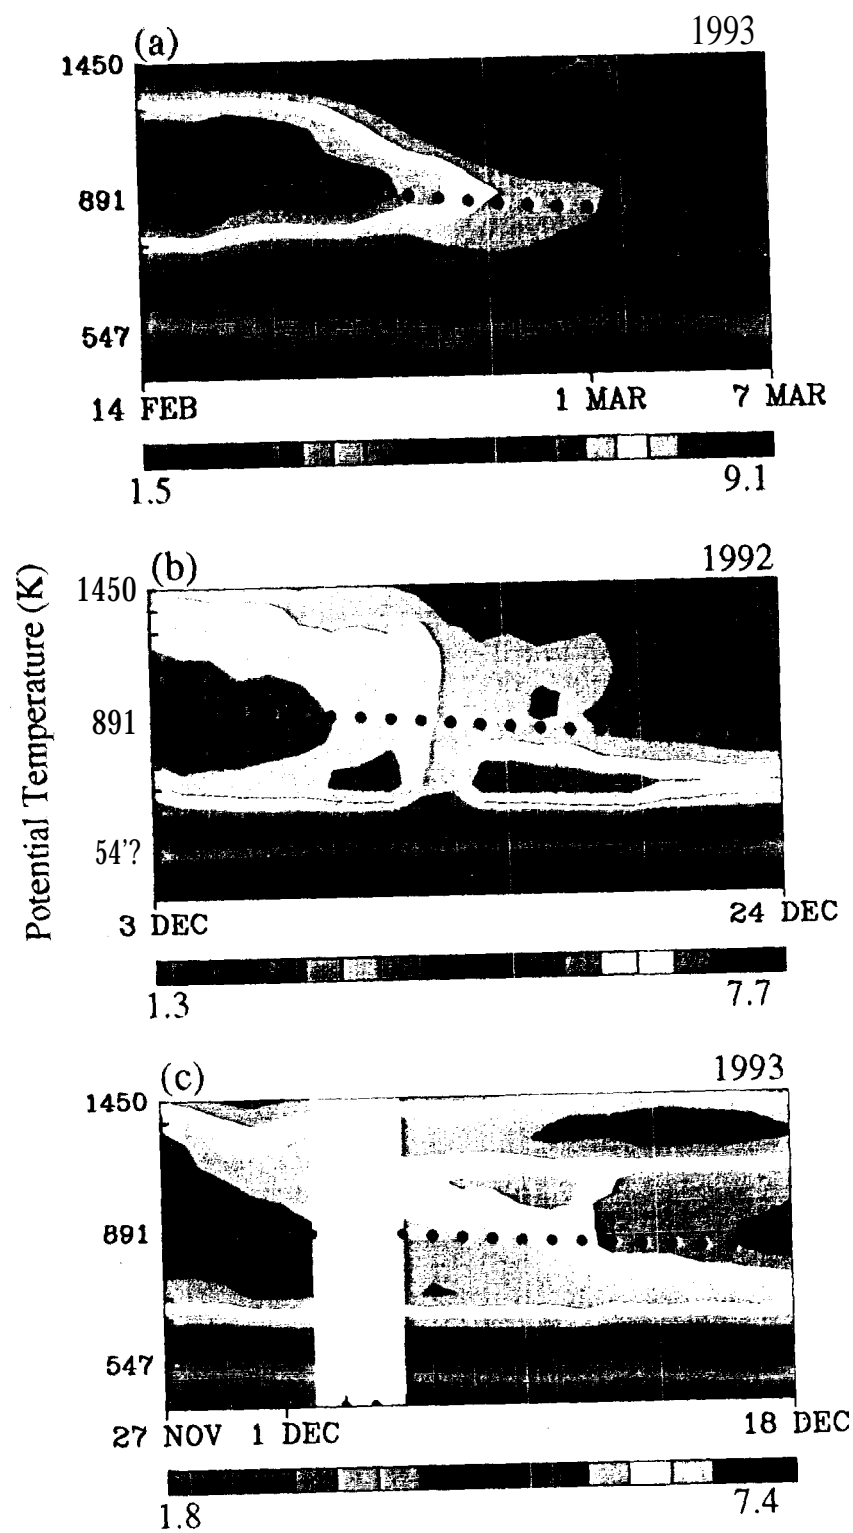 (a) 1993
1450
891
547
14 FEB 1 MAR 7 MAR
1.5 9.1
Potential Temperature (K)
(b) 1992
1450
891
54'?
3 DEC 24 DEC
1.3 7.7
(c) 1993
1450
891
547
27 NOV 1 DEC 18 DEC
1.8 7.4